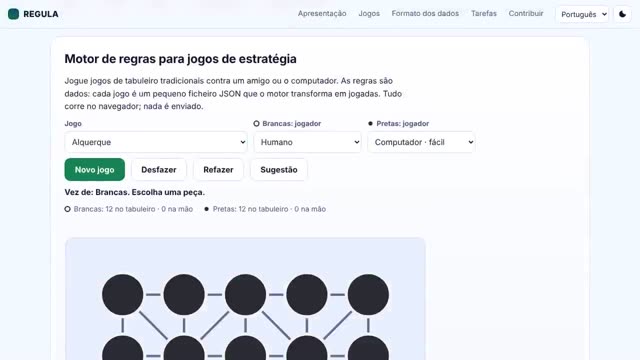 REGULA
Apresentação Jogos Formato dos dados Tarefas Contribuir Português
Motor de regras para jogos de estratégia
Jogue jogos de tabuleiro tradicionais contra um amigo ou o computador. As regras são
dados: cada jogo é um pequeno ficheiro JSON que o motor transforma em jogadas. Tudo
corre no navegador; nada é enviado.
Jogo Brancas: jogador Pretas: jogador
Alquerque Humano Computador · fácil
Novo jogo Desfazer Refazer Sugestão
Vez de: Brancas. Escolha uma peça.
Brancas: 12 no tabuleiro · 0 na mão Pretas: 12 no tabuleiro · 0 na mão